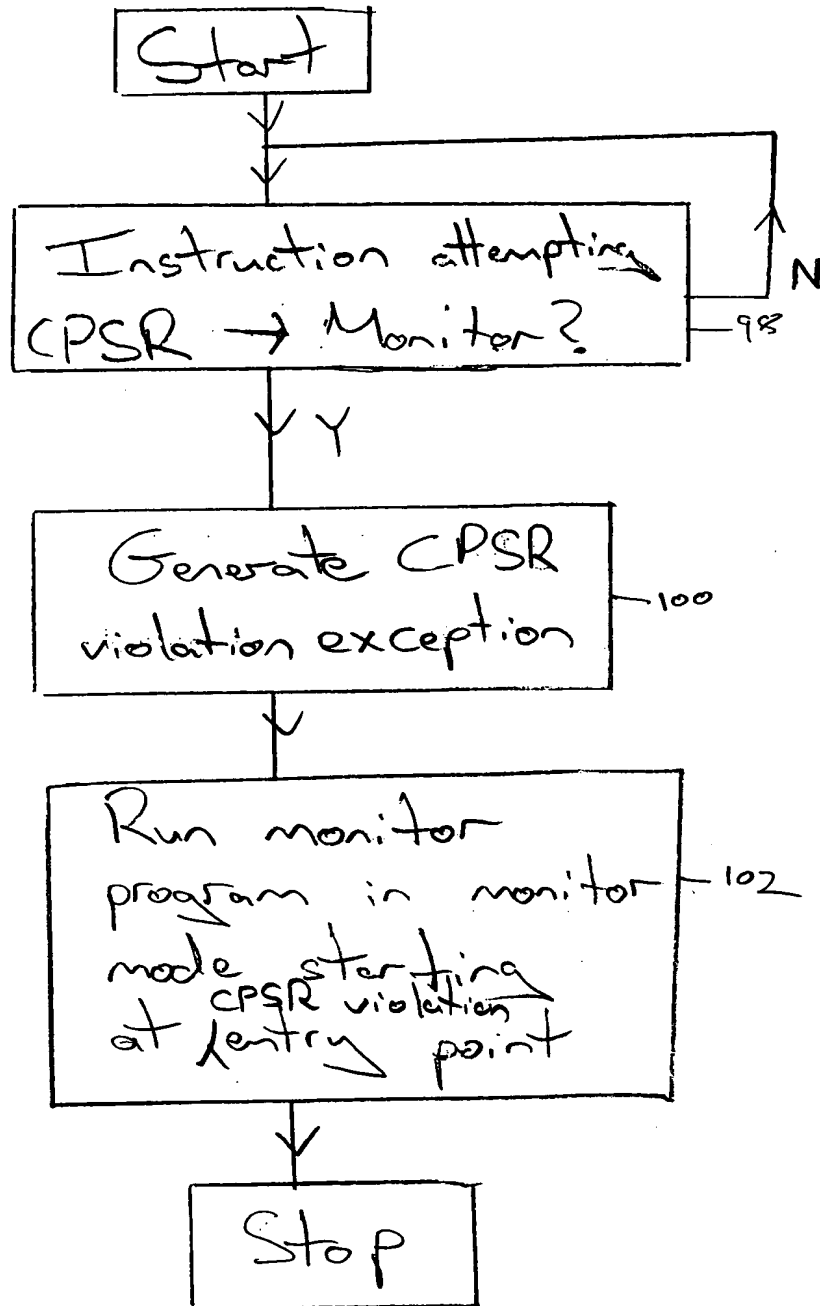 Start
Instruction attempting
N
CPSR → Monitor?
98
Y
Generate CPSR
violation exception
100
Run monitor
program in monitor
102
mode starting
CPSR violation
at entry point
Stop